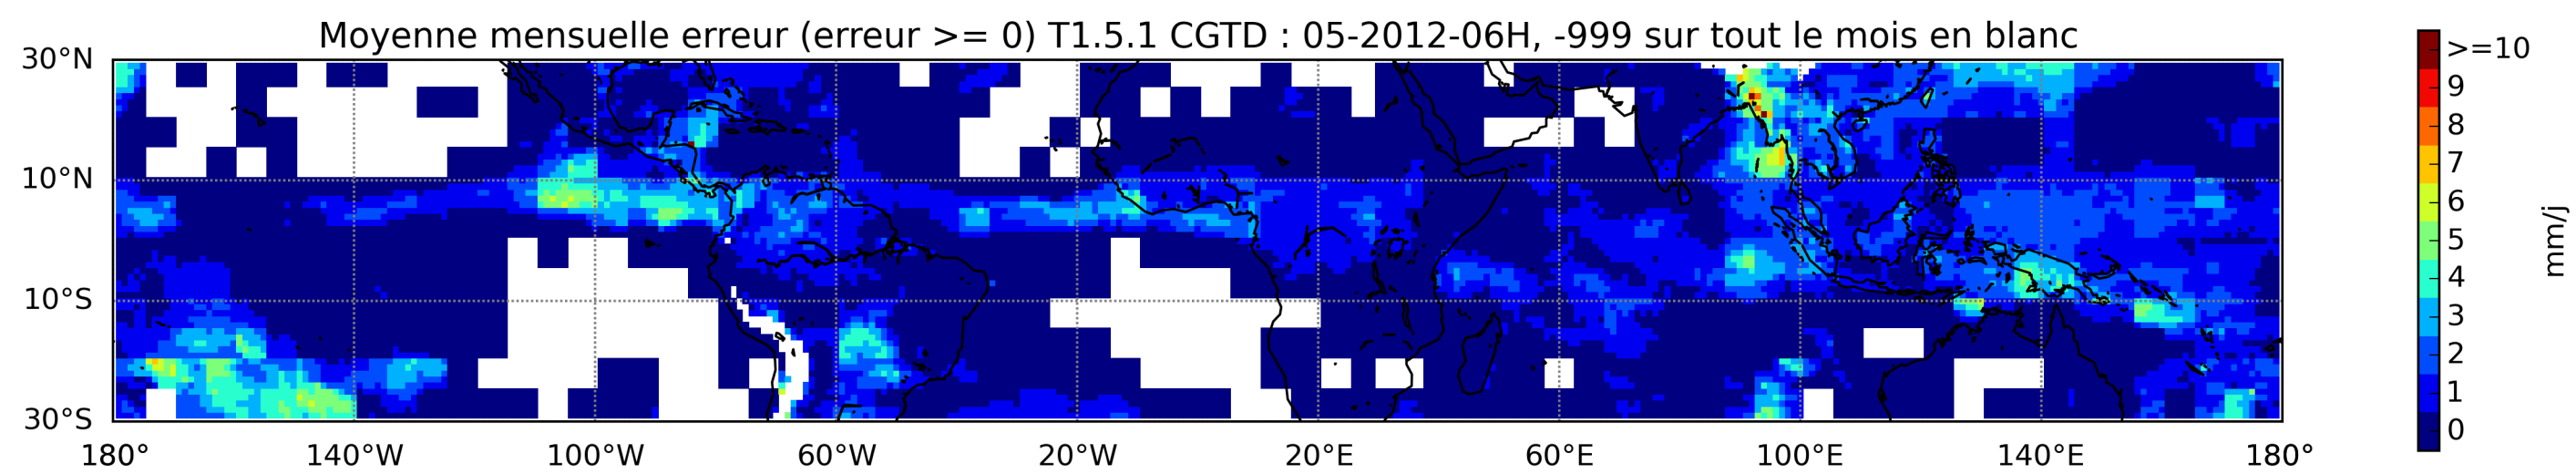 Moyenne mensuelle erreur (erreur >= 0) T1.5.1 CGTD : 05-2012-06H, -999 sur tout le mois en blanc
30°N
10°N
10°S
30°S
180° 140°W 100°W 60°W 20°W 20°E 60°E 100°E 140°E 180°
>=10
9
8
7
6
5
4
3
2
1
0
mm/j